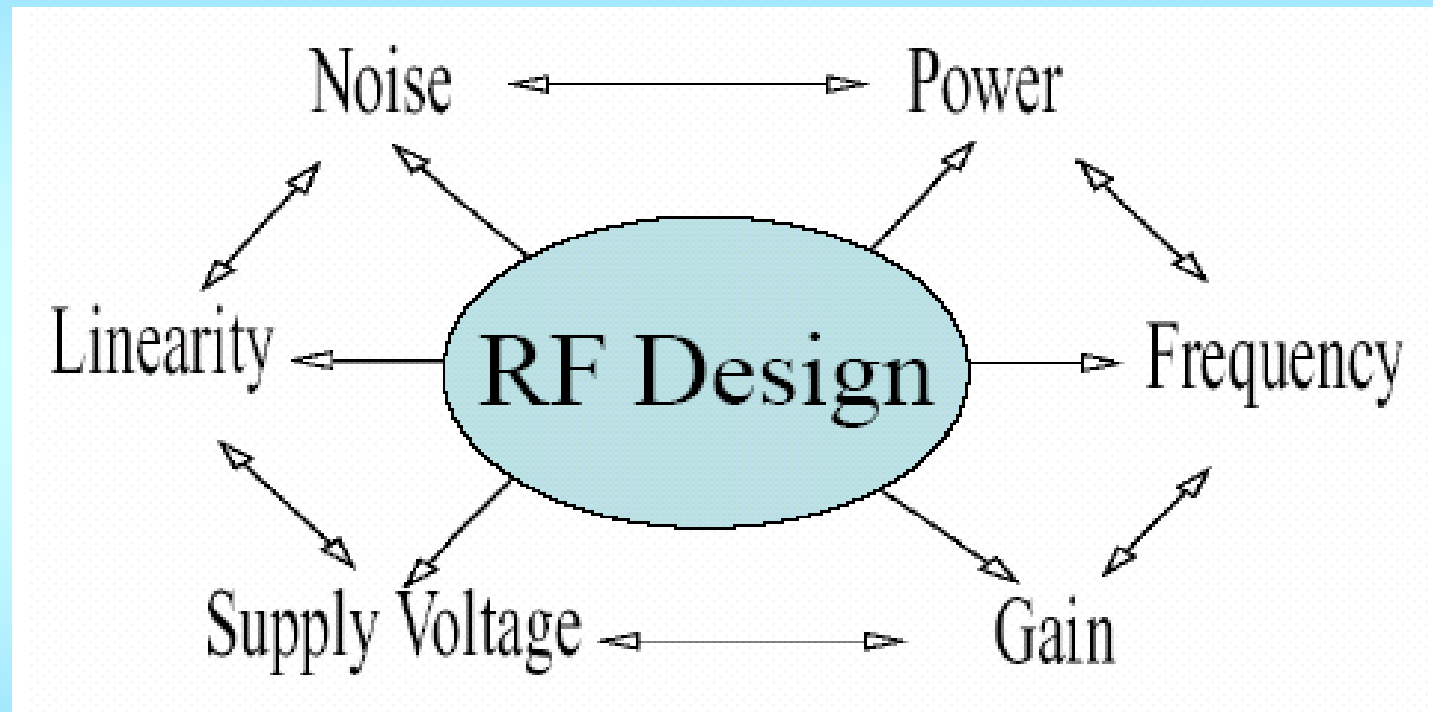 Noise
Power
Linearity
RF Design
Frequency
Supply Voltage
Gain